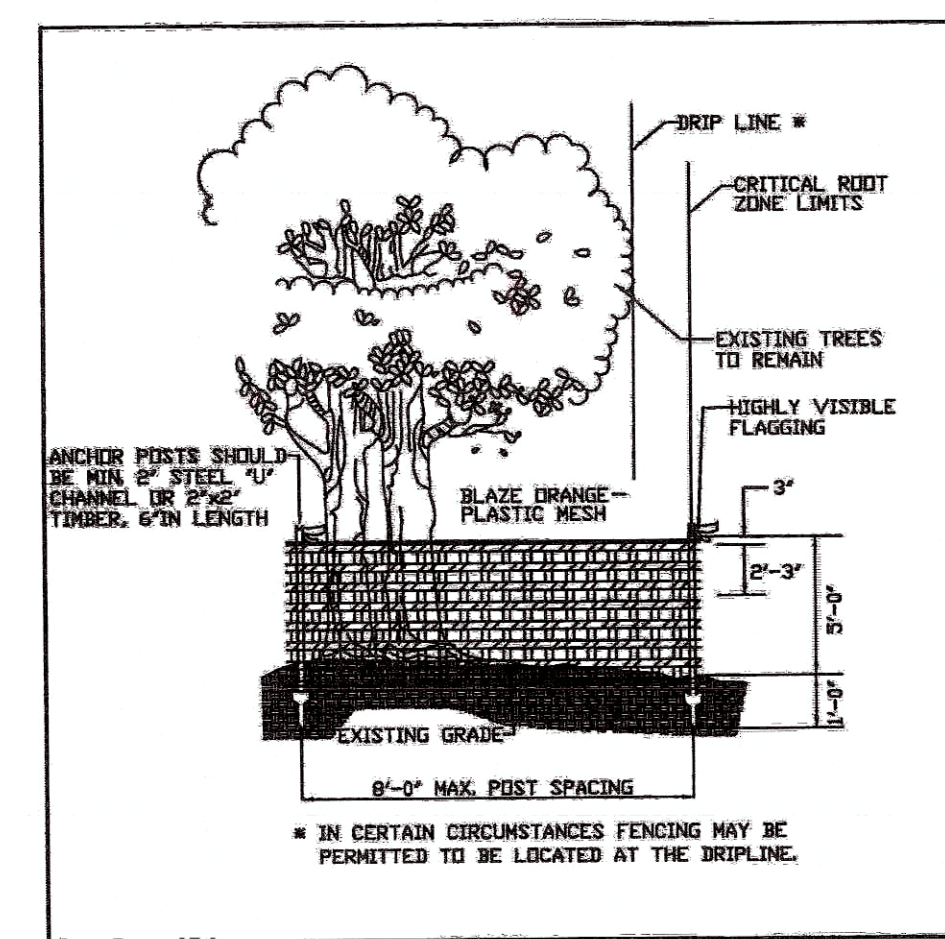 DRIP LINE *
CRITICAL ROOT
ZONE LIMITS
EXISTING TREES
TO REMAIN
HIGHLY VISIBLE
FLAGGING
ANCHOR POSTS SHOULD
BE MIN. 2" STEEL "U"
CHANNEL OR 2"x2"
TIMBER, 6" IN LENGTH
BLAZE ORANGE
PLASTIC MESH
3"
2'-3"
5'-0"
1'-0"
EXISTING GRADE
8'-0" MAX. POST SPACING
* IN CERTAIN CIRCUMSTANCES FENCING MAY BE
PERMITTED TO BE LOCATED AT THE DRIPLINE.